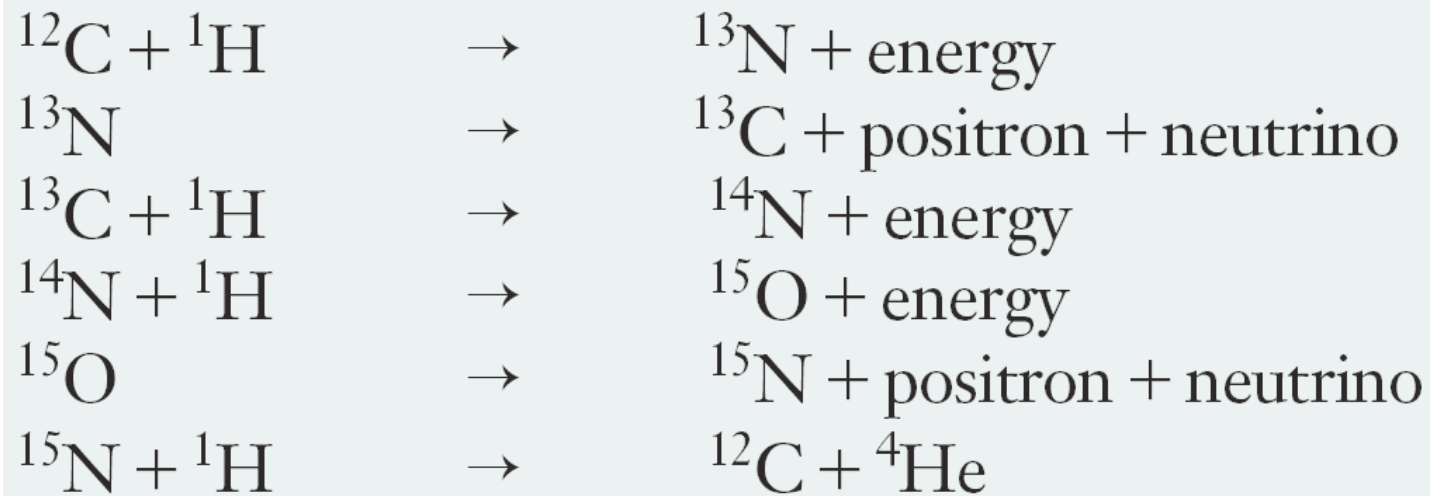 ¹²C + ¹H → ¹³N + energy
¹³N → ¹³C + positron + neutrino
¹³C + ¹H → ¹⁴N + energy
¹⁴N + ¹H → ¹⁵O + energy
¹⁵O → ¹⁵N + positron + neutrino
¹⁵N + ¹H → ¹²C + ⁴He